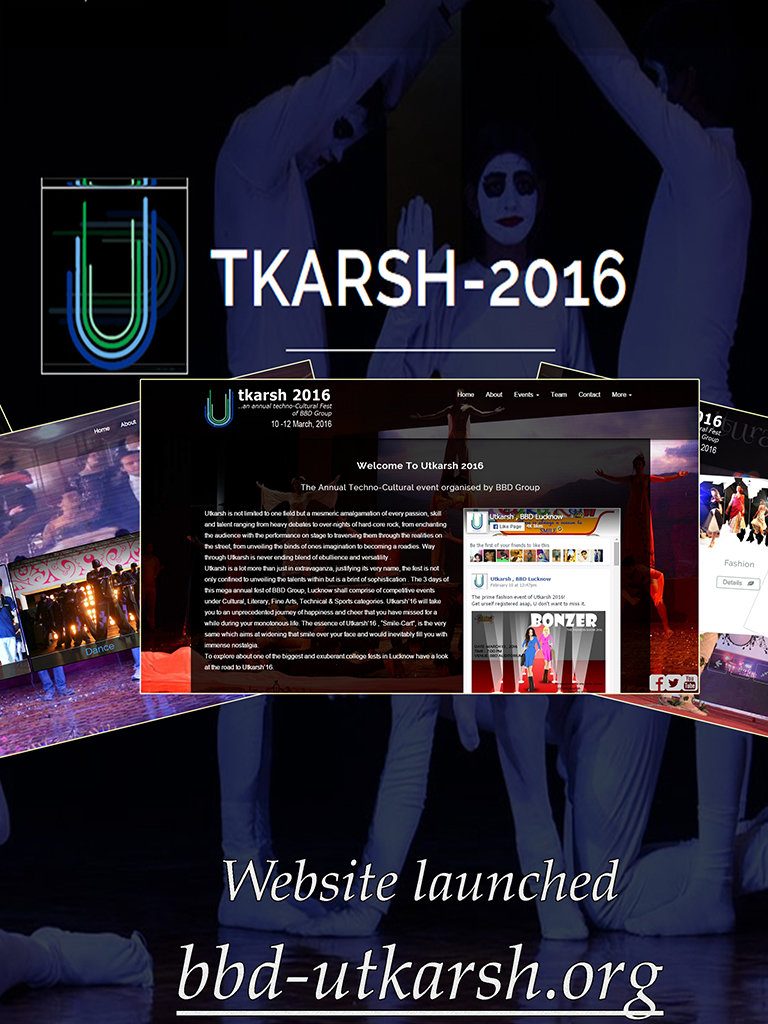 TKARSH-2016
Home About
Dance
tkarsh 2016
..an annual techno-Cultural Fest
of BBD Group
10 -12 March, 2016
Home About Events Team Contact More
Welcome To Utkarsh 2016
The Annual Techno-Cultural event organised by BBD Group
Utkarsh is not limited to one field but a mesmeric amalgamation of every passion, skill
and talent ranging from heavy debates to over-nights of hard-core rock, from enchanting
the audience with the performance on stage to traversing them through the realities on
the street, from unveiling the binds of ones imagination to becoming a roadies. Way
through Utkarsh is never ending blend of ebullience and versatility.
Utkarsh is a lot more than just in extravaganza, justifying its very name, the fest is not
only confined to unveiling the talents within but is a brint of sophistication . The 3 days of
this mega annual fest of BBD Group, Lucknow shall comprise of competitive events
under Cultural, Literary, Fine Arts, Technical & Sports categories. Utkarsh'16 will take
you to an unprecedented journey of happiness and cheer that you have missed for a
while during your monotonous life. The essence of Utkarsh'16 , "Smile-Cart", is the very
same which aims at widening that smile over your face and would inevitably fill you with
immense nostalgia.
To explore about one of the biggest and exuberant college fests in Lucknow have a look
at the road to Utkarsh'16.
Utkarsh , BBD Lucknow
Like Page
Be the first of your friends to like this
Utkarsh , BBD Lucknow
The prime fashion event of Utkarsh 2016!
Get urself registered asap, U don't want to miss it.
BONZER
You
Tube
016
ral Fest
Group
2016
Fashion
Details
Website launched
bbd-utkarsh.org